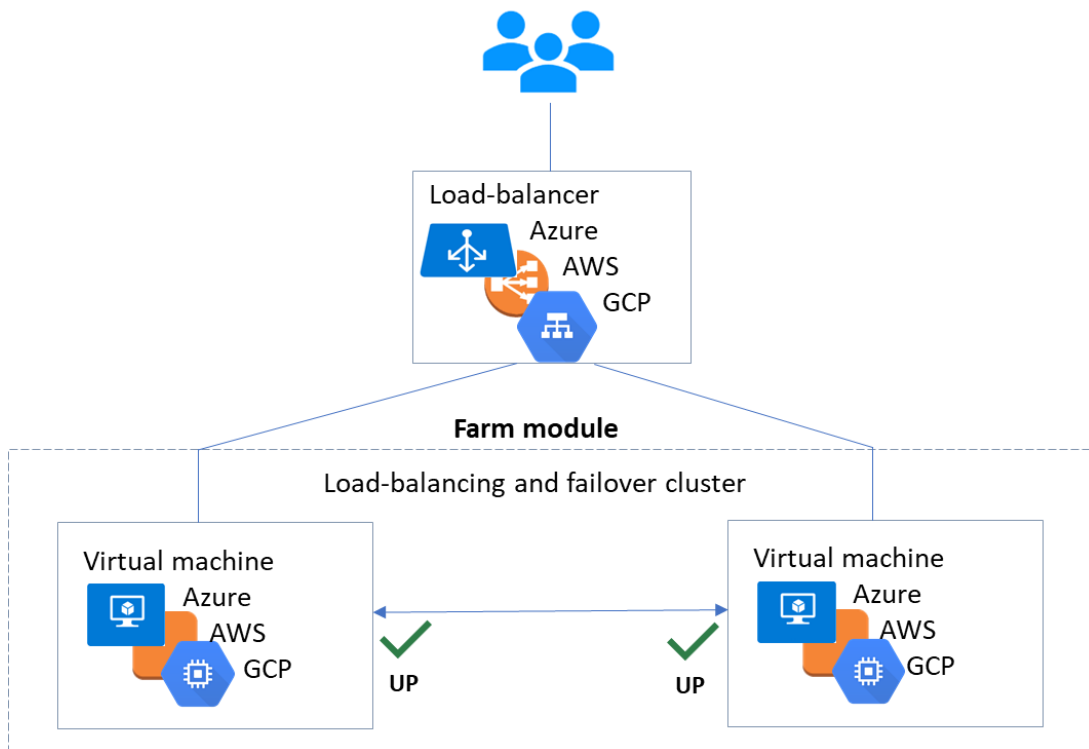 Load-balancer
Azure
AWS
GCP
Farm module
Load-balancing and failover cluster
Virtual machine
Azure
AWS
GCP
UP
Virtual machine
Azure
AWS
GCP
UP